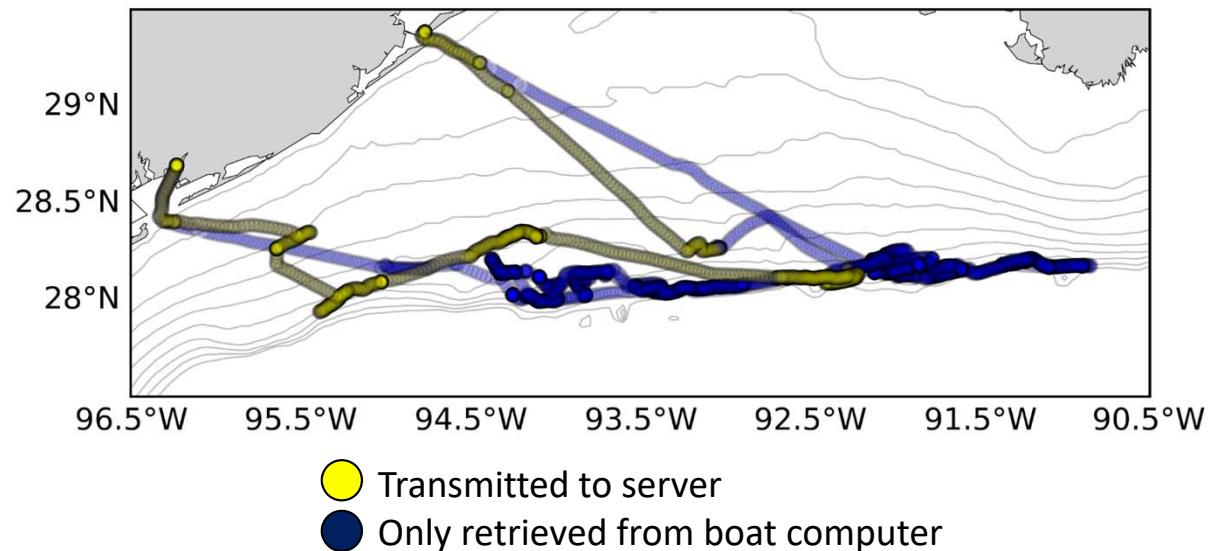 29°N
28.5°N
28°N
96.5°W 95.5°W 94.5°W 93.5°W 92.5°W 91.5°W 90.5°W
Transmitted to server
Only retrieved from boat computer